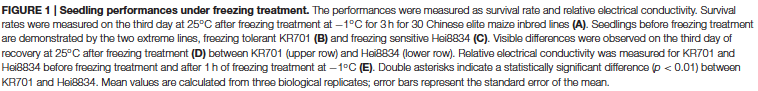 FIGURE 1 | Seedling performances under freezing treatment. The performances were measured as survival rate and relative electrical conductivity. Survival
rates were measured on the third day at 25°C after freezing treatment at −1°C for 3 h for 30 Chinese elite maize inbred lines (A). Seedlings before freezing treatment
are demonstrated by the two extreme lines, freezing tolerant KR701 (B) and freezing sensitive Hei8834 (C). Visible differences were observed on the third day of
recovery at 25°C after freezing treatment (D) between KR701 (upper row) and Hei8834 (lower row). Relative electrical conductivity was measured for KR701 and
Hei8834 before freezing treatment and after 1 h of freezing treatment at −1°C (E). Double asterisks indicate a statistically significant difference (p < 0.01) between
KR701 and Hei8834. Mean values are calculated from three biological replicates; error bars represent the standard error of the mean.